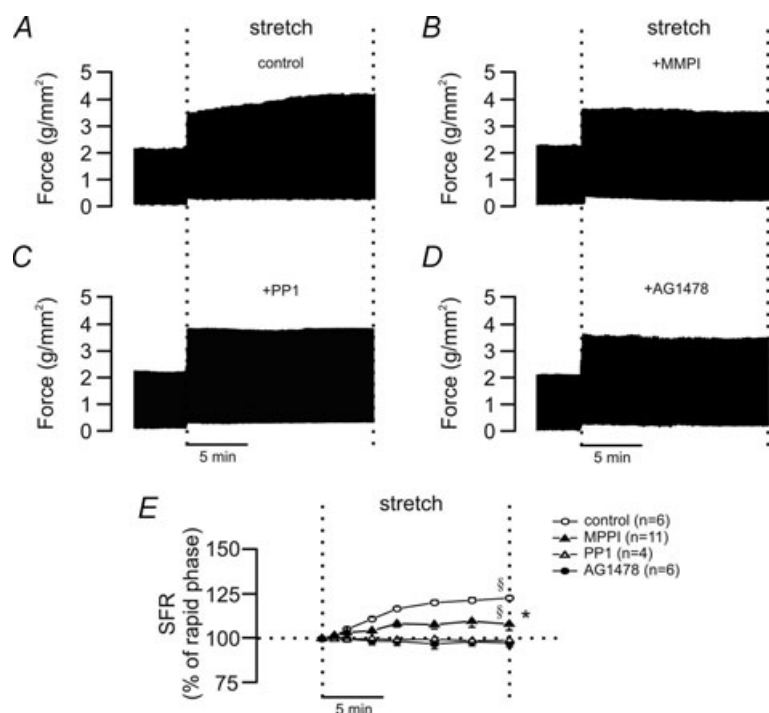 A
stretch
control
Force (g/mm²)
5
4
3
2
1
0
B
stretch
+MMPI
Force (g/mm²)
5
4
3
2
1
0
C
+PP1
Force (g/mm²)
5
4
3
2
1
0
5 min
D
+AG1478
Force (g/mm²)
5
4
3
2
1
0
5 min
E
stretch
SFR
(% of rapid phase)
150
125
100
75
§
§ *
5 min
control (n=6)
MPPI (n=11)
PP1 (n=4)
AG1478 (n=6)